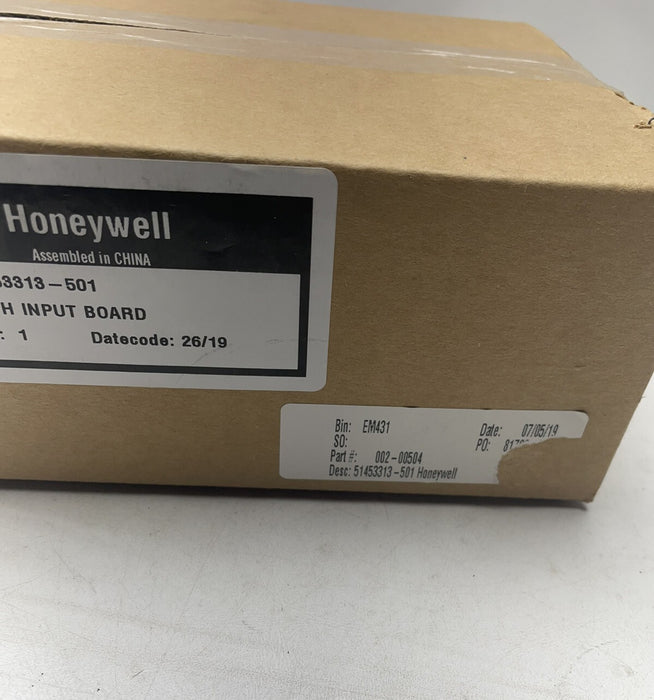 Honeywell
Assembled in CHINA
3313-501
H INPUT BOARD
: 1 Datecode: 26/19
Bin: EM431 Date: 07/05/19
SO: PO:
Part #: 002-00504
Desc: 51453313-501 Honeywell